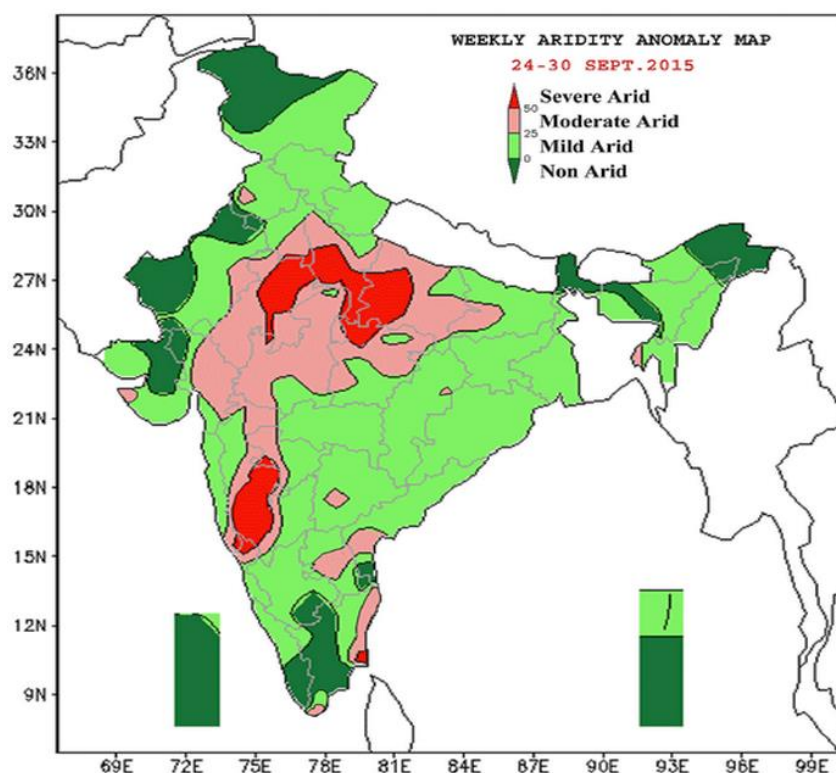 WEEKLY ARIDITY ANOMALY MAP
24-30 SEPT.2015
Severe Arid
50
Moderate Arid
25
Mild Arid
0
Non Arid
36N
33N
30N
27N
24N
21N
18N
15N
12N
9N
69E 72E 75E 78E 81E 84E 87E 90E 93E 96E 99E